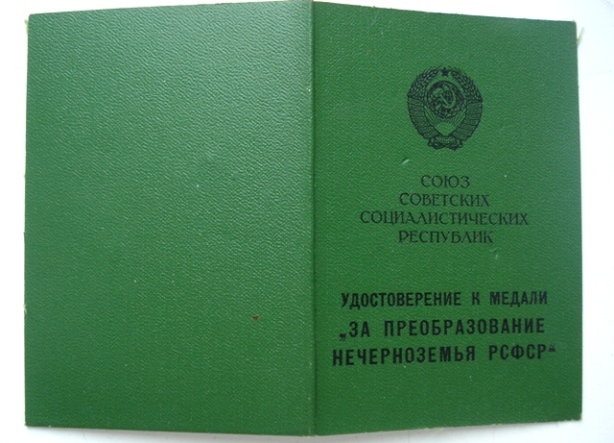 СОЮЗ
СОВЕТСКИХ
СОЦИАЛИСТИЧЕСКИХ
РЕСПУБЛИК
УДОСТОВЕРЕНИЕ К МЕДАЛИ
„ЗА ПРЕОБРАЗОВАНИЕ
НЕЧЕРНОЗЕМЬЯ РСФСР“